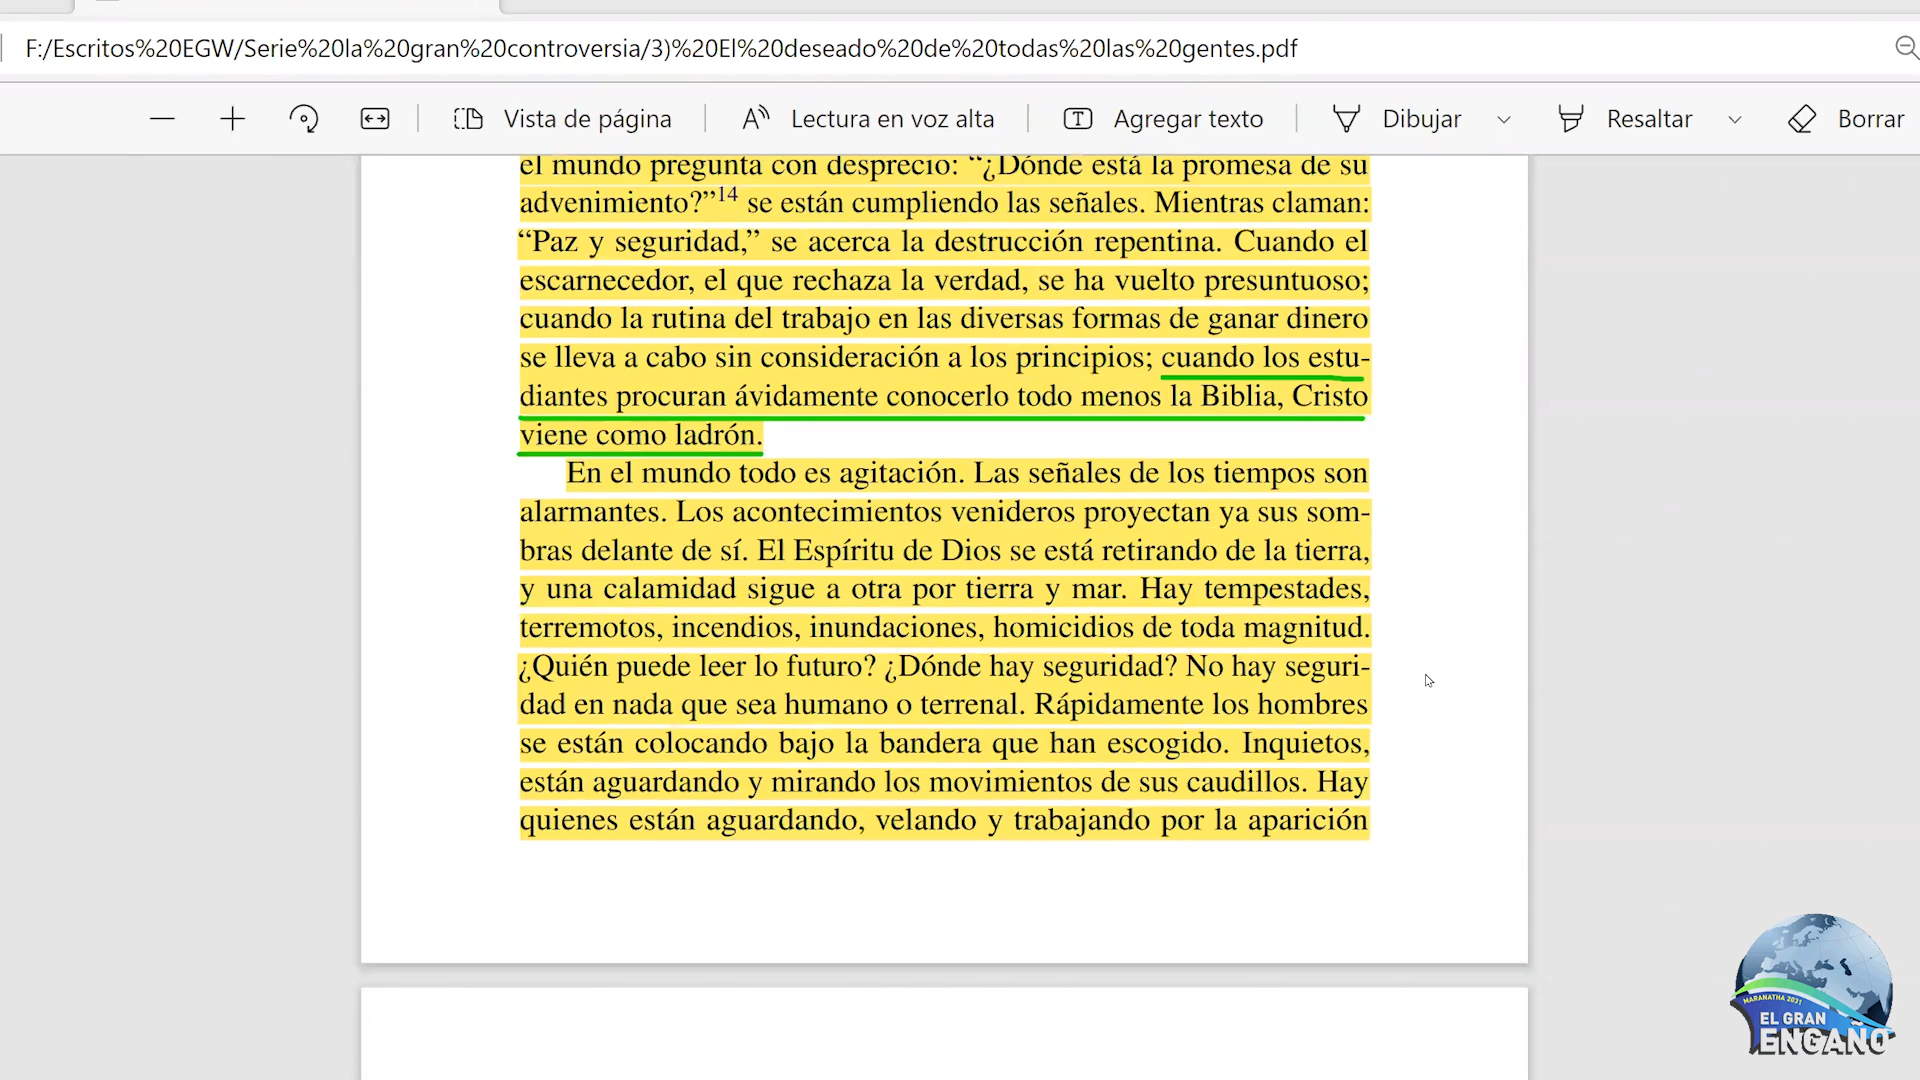 F:/Escritos%20EGW/Serie%20la%20gran%20controversia/3)%20El%20deseado%20de%20todas%20las%20gentes.pdf
Vista de página
Lectura en voz alta
Agregar texto
Dibujar
Resaltar
Borrar
el mundo pregunta con desprecio: “¿Dónde está la promesa de su
advenimiento?”14 se están cumpliendo las señales. Mientras claman:
“Paz y seguridad,” se acerca la destrucción repentina. Cuando el
escarnecedor, el que rechaza la verdad, se ha vuelto presuntuoso;
cuando la rutina del trabajo en las diversas formas de ganar dinero
se lleva a cabo sin consideración a los principios; cuando los estu-
diantes procuran ávidamente conocerlo todo menos la Biblia, Cristo
viene como ladrón.
En el mundo todo es agitación. Las señales de los tiempos son
alarmantes. Los acontecimientos venideros proyectan ya sus som-
bras delante de sí. El Espíritu de Dios se está retirando de la tierra,
y una calamidad sigue a otra por tierra y mar. Hay tempestades,
terremotos, incendios, inundaciones, homicidios de toda magnitud.
¿Quién puede leer lo futuro? ¿Dónde hay seguridad? No hay seguri-
dad en nada que sea humano o terrenal. Rápidamente los hombres
se están colocando bajo la bandera que han escogido. Inquietos,
están aguardando y mirando los movimientos de sus caudillos. Hay
quienes están aguardando, velando y trabajando por la aparición
MARANATHA 2021
EL GRAN
ENGAÑO